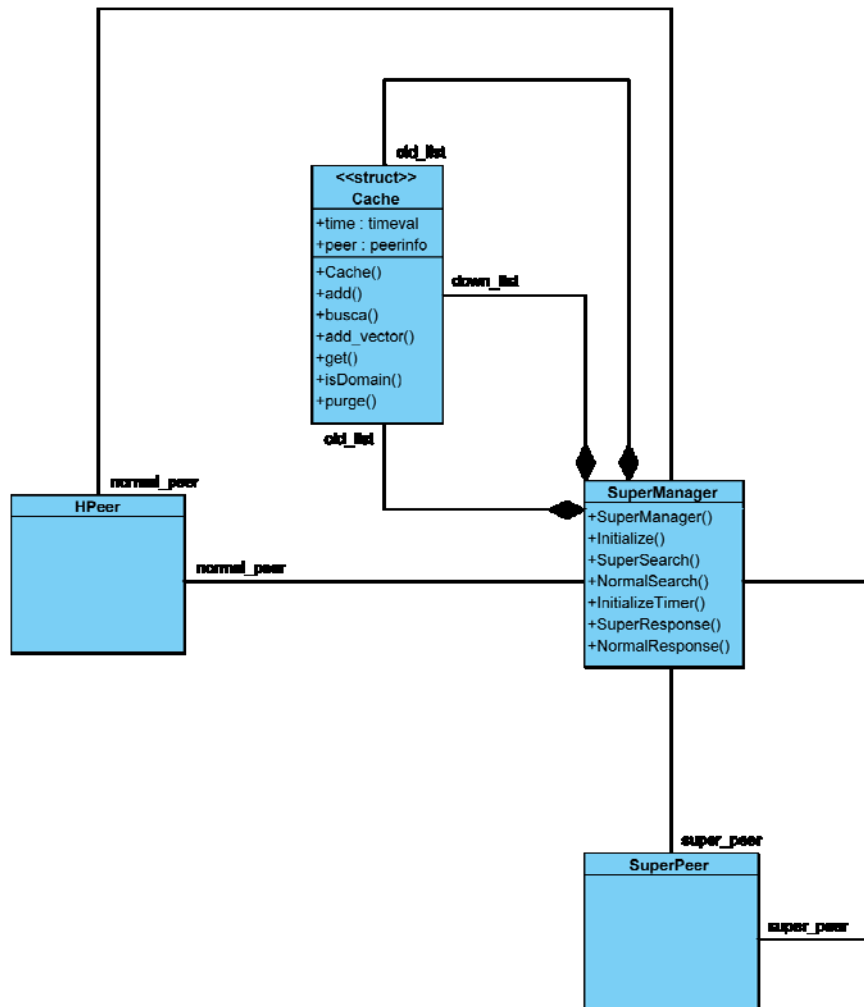 old_list
<<struct>>
Cache
+time : timeval
+peer : peerinfo
+Cache()
+add()
+busca()
+add_vector()
+get()
+isDomain()
+purge()
down_list
old_list
normal_peer
HPeer
normal_peer
SuperManager
+SuperManager()
+Initialize()
+SuperSearch()
+NormalSearch()
+InitializeTimer()
+SuperResponse()
+NormalResponse()
super_peer
SuperPeer
super_peer